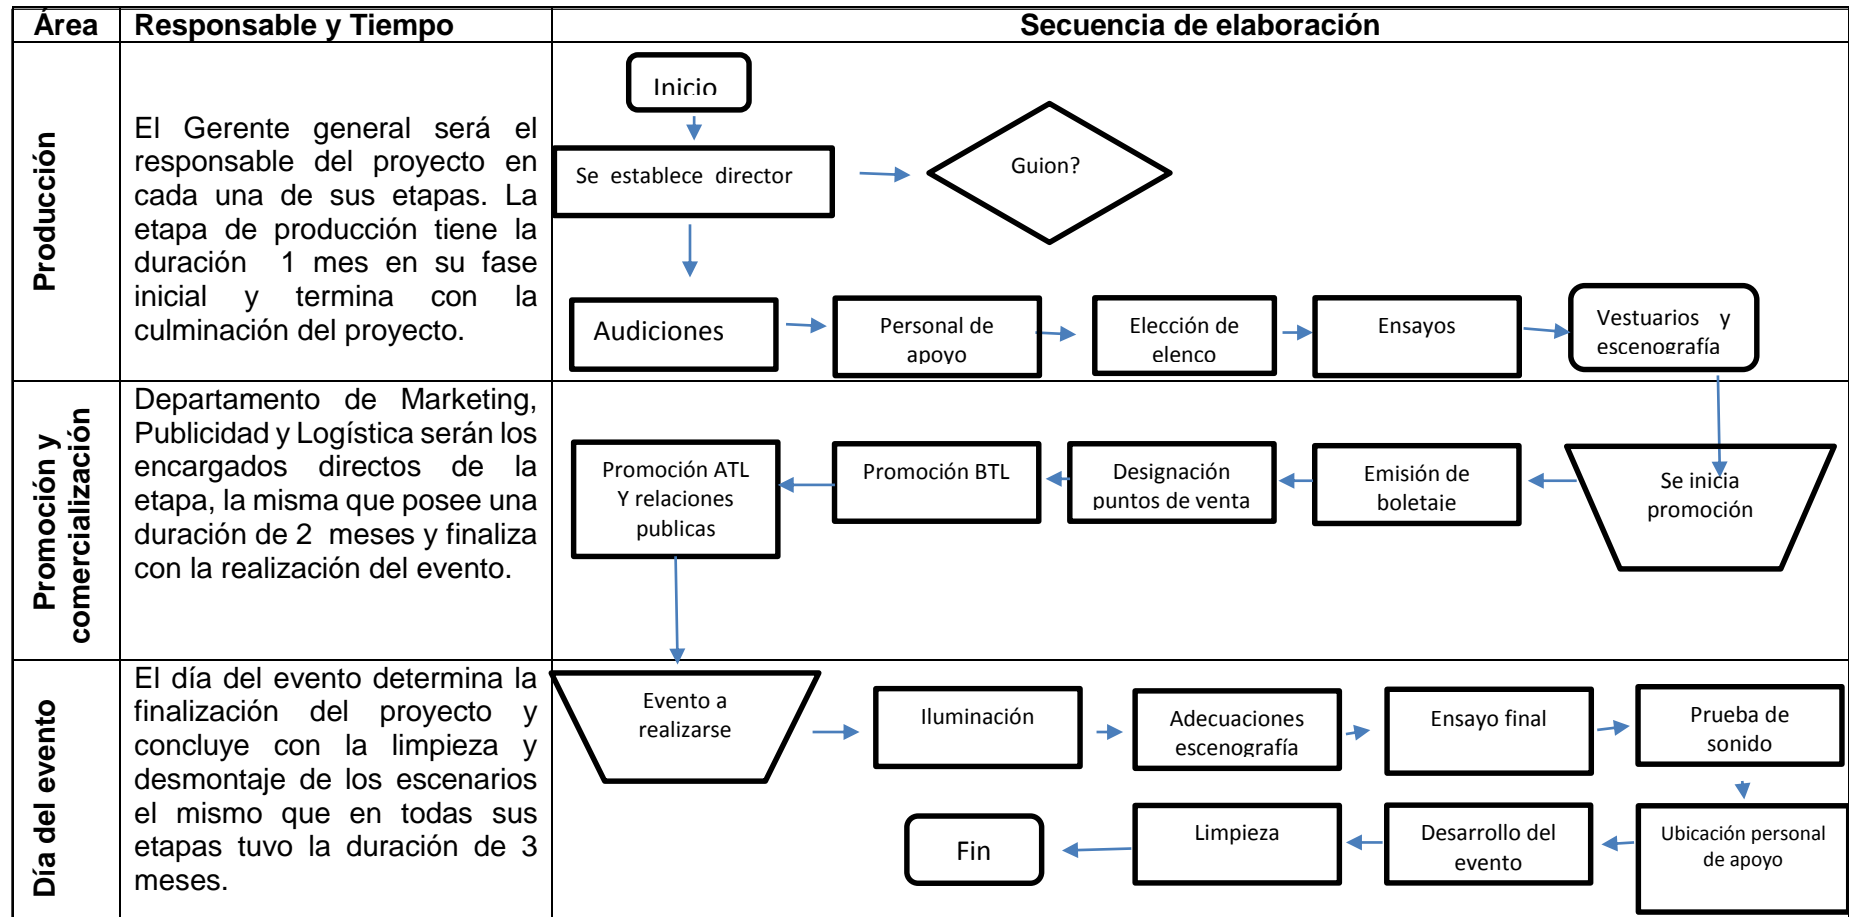 Área
Responsable y Tiempo
Secuencia de elaboración
Producción
El Gerente general será el
responsable del proyecto en
cada una de sus etapas. La
etapa de producción tiene la
duración 1 mes en su fase
inicial y termina con la
culminación del proyecto.
Inicio
Se establece director
Guion?
Audiciones
Personal de
apoyo
Elección de
elenco
Ensayos
Vestuarios y
escenografía
Promoción y
comercialización
Departamento de Marketing,
Publicidad y Logística serán los
encargados directos de la
etapa, la misma que posee una
duración de 2 meses y finaliza
con la realización del evento.
Promoción ATL
Y relaciones
publicas
Promoción BTL
Designación
puntos de venta
Emisión de
boletaje
Se inicia
promoción
Día del evento
El día del evento determina la
finalización del proyecto y
concluye con la limpieza y
desmontaje de los escenarios
el mismo que en todas sus
etapas tuvo la duración de 3
meses.
Evento a
realizarse
Iluminación
Adecuaciones
escenografía
Ensayo final
Prueba de
sonido
Fin
Limpieza
Desarrollo del
evento
Ubicación personal
de apoyo